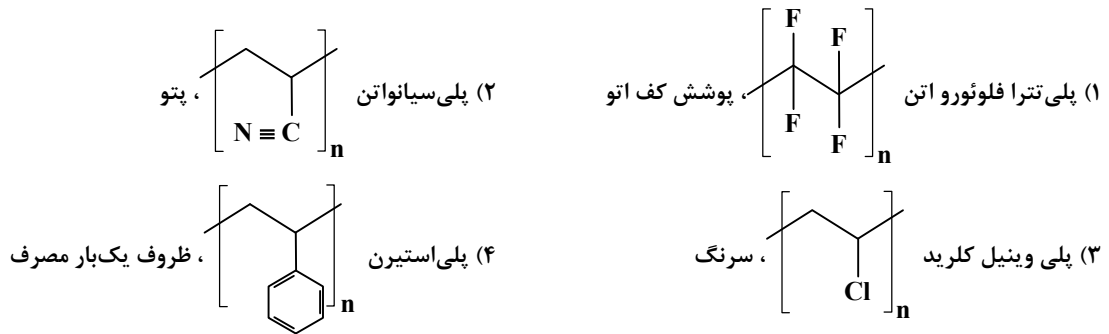 ۱) پلی‌تترا فلوئورو اتن [F F F F]n ، پوشش کف اتو
۲) پلی‌سیانواتن [N ≡ C]n ، پتو
۳) پلی وینیل کلرید [Cl]n ، سرنگ
۴) پلی‌استیرن [ ]n ، ظروف یک‌بار مصرف